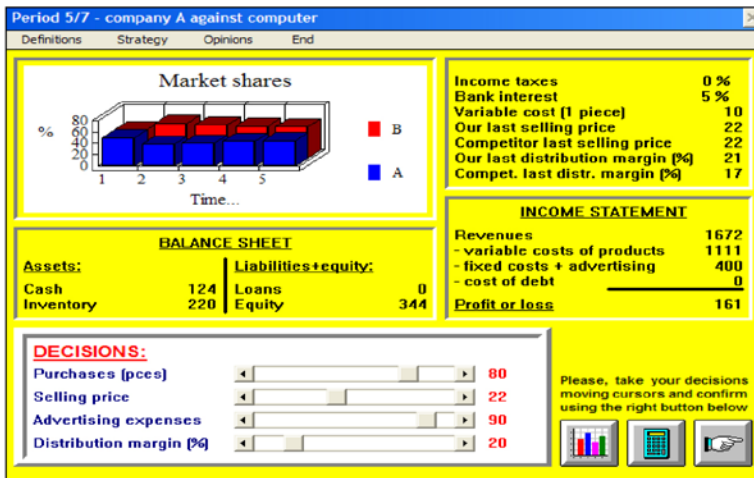 Period 5/7 - company A against computer
Definitions Strategy Opinions End
Market shares
%
80
60
40
20
0
1 2 3 4 5
Time...
B
A
Income taxes 0 %
Bank interest 5 %
Variable cost (1 piece) 10
Our last selling price 22
Competitor last selling price 22
Our last distribution margin (%) 21
Compet. last distr. margin (%) 17
BALANCE SHEET
Assets: Liabilities+equity:
Cash 124 Loans 0
Inventory 220 Equity 344
INCOME STATEMENT
Revenues 1672
- variable costs of products 1111
- fixed costs + advertising 400
- cost of debt 0
Profit or loss 161
DECISIONS:
Purchases (pces) 80
Selling price 22
Advertising expenses 90
Distribution margin (%) 20
Please, take your decisions
moving cursors and confirm
using the right button below